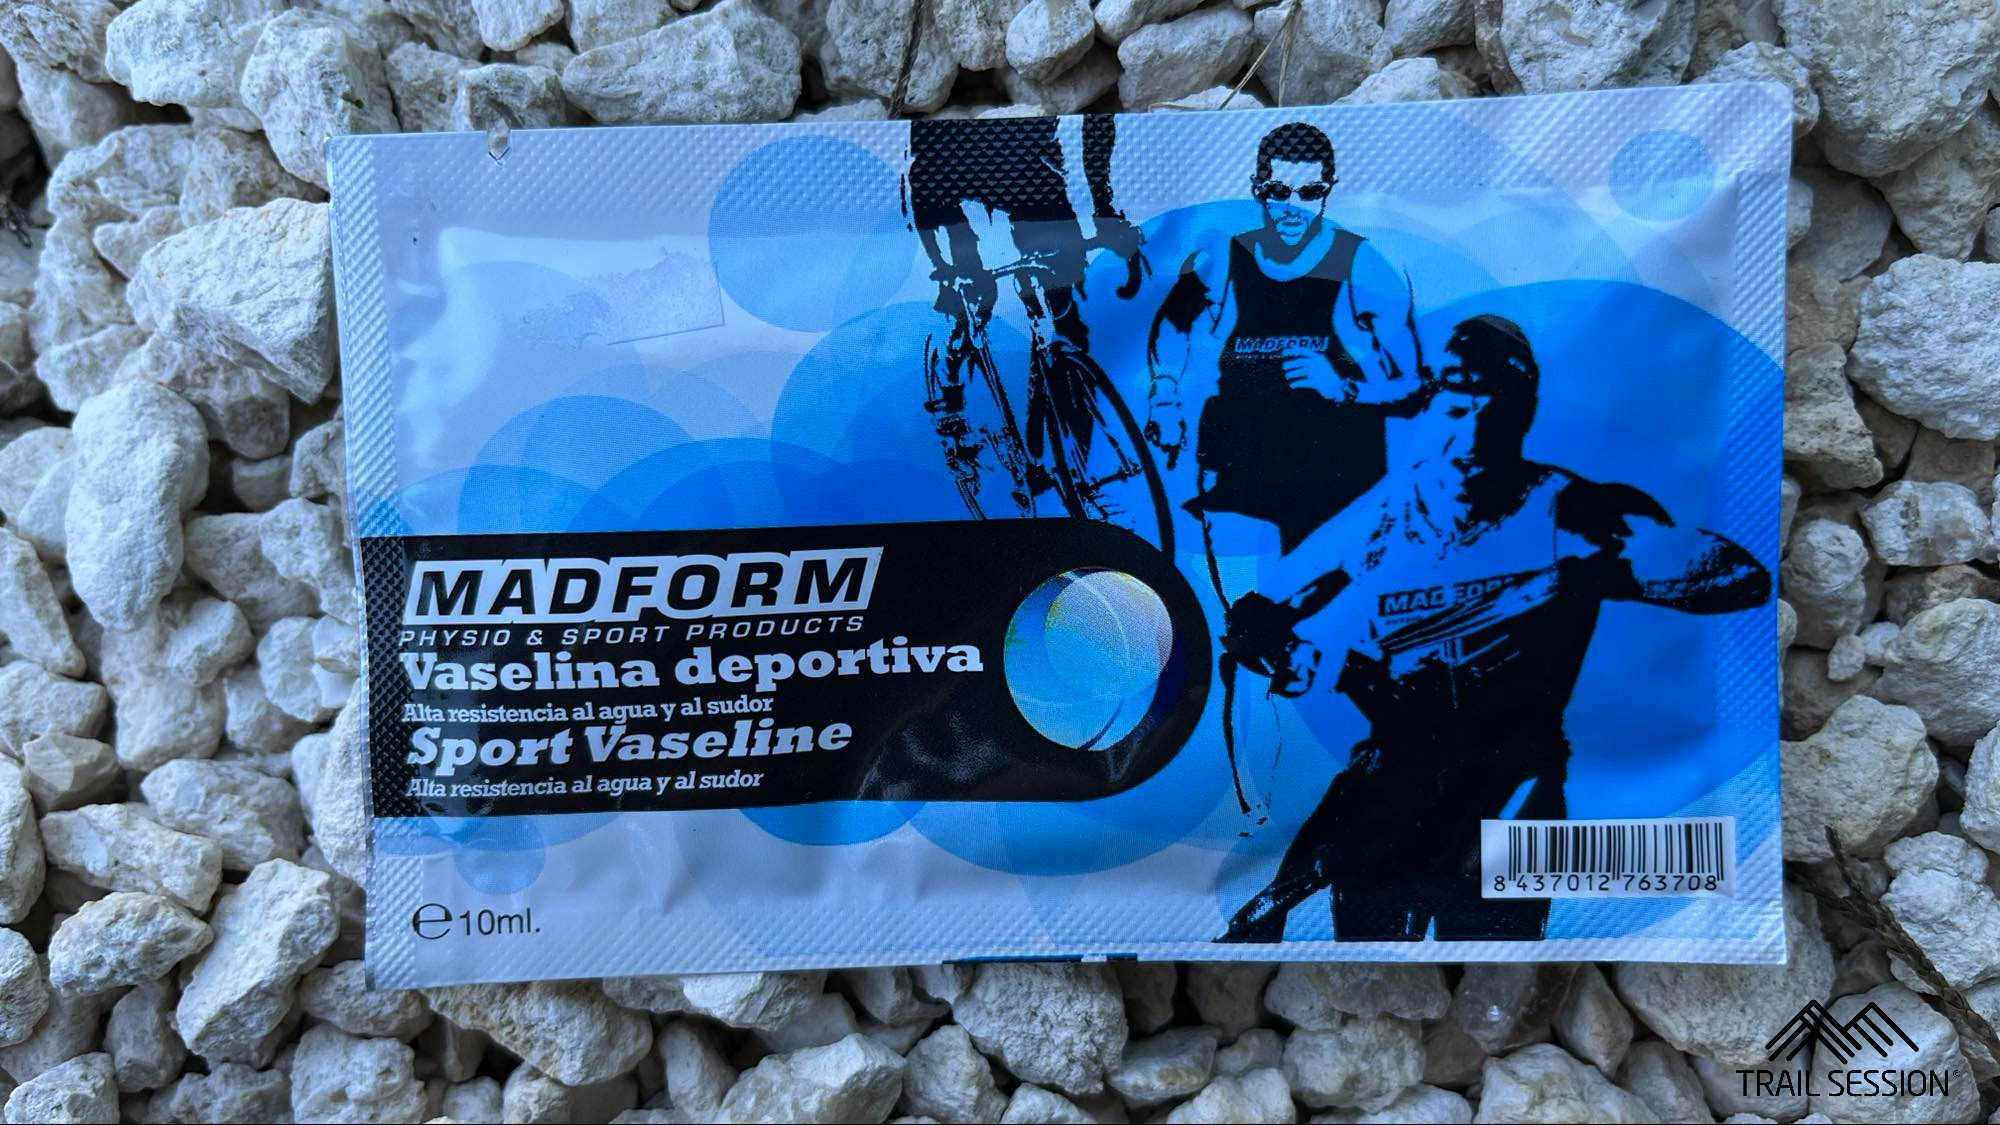 MADFORM
MADFORM
PHYSIO & SPORT PRODUCTS
Vaselina deportiva
Alta resistencia al agua y al sudor
Sport Vaseline
Alta resistencia al agua y al sudor
8 437012 763708
℮10ml.
TRAIL SESSION